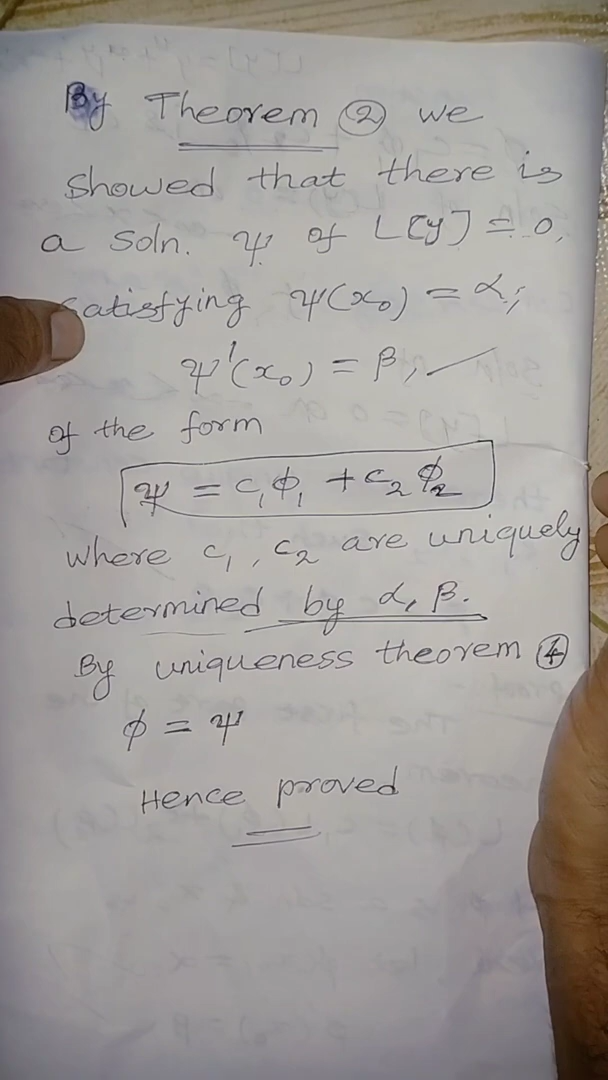 By Theorem ② we
showed that there is
a soln. ψ of L[y] = 0,
satisfying ψ(x₀) = α,
ψ'(x₀) = β,
of the form
ψ = c₁ϕ₁ + c₂ϕ₂
where c₁, c₂ are uniquely
determined by α, β.
By uniqueness theorem ④
ϕ = ψ
Hence proved